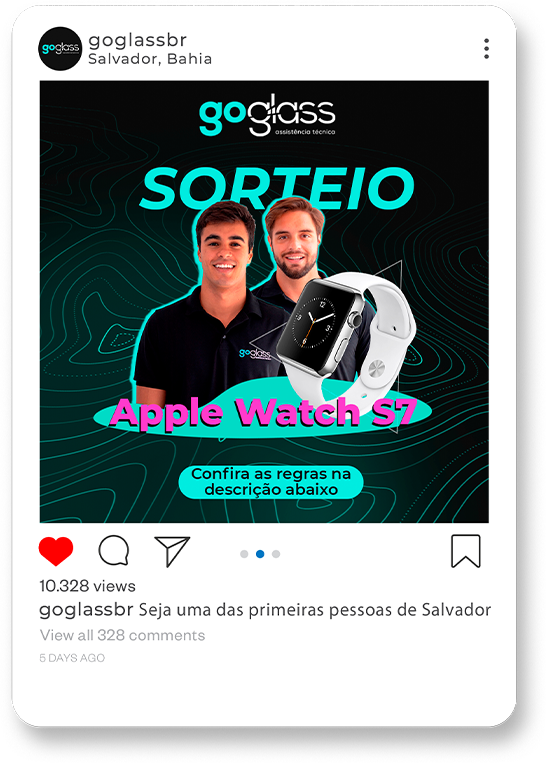 goglass
goglassbr
Salvador, Bahia
goglass
assistência técnica
SORTEIO
goglass
Apple Watch S7
Confira as regras na
descrição abaixo
10.328 views
goglassbr Seja uma das primeiras pessoas de Salvador
View all 328 comments
5 DAYS AGO